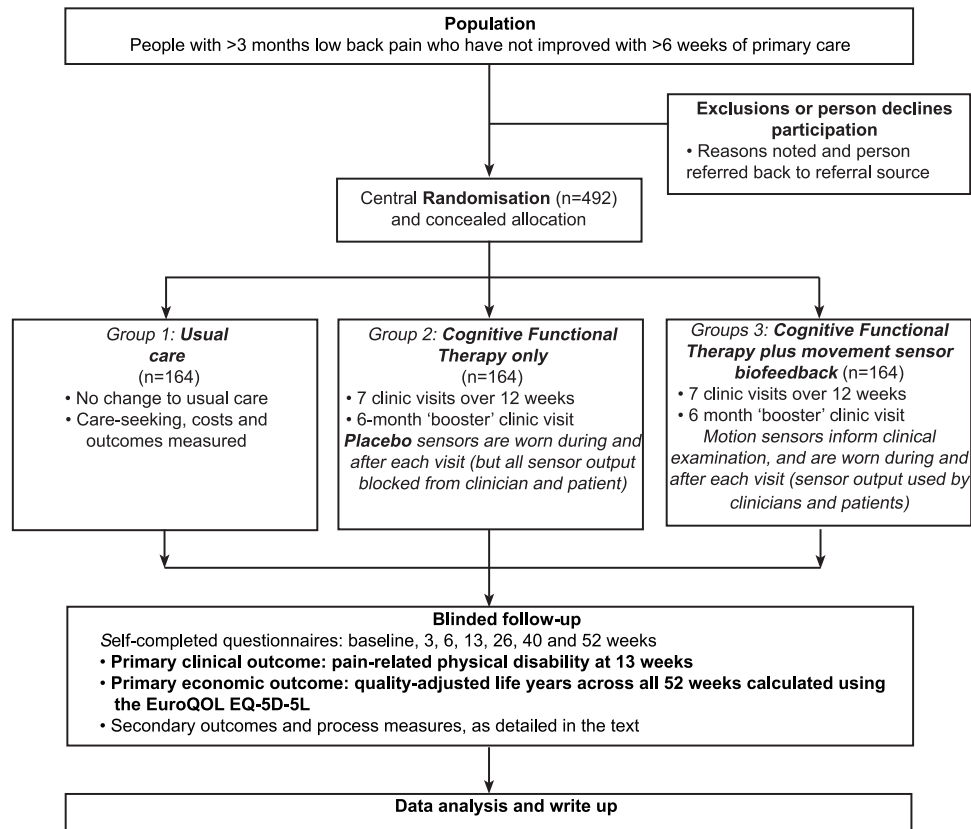 Population
People with >3 months low back pain who have not improved with >6 weeks of primary care
Exclusions or person declines
participation
• Reasons noted and person
referred back to referral source
Central Randomisation (n=492)
and concealed allocation
Group 1: Usual
care
(n=164)
• No change to usual care
• Care-seeking, costs and
outcomes measured
Group 2: Cognitive Functional
Therapy only
(n=164)
• 7 clinic visits over 12 weeks
• 6-month ‘booster’ clinic visit
Placebo sensors are worn during and
after each visit (but all sensor output
blocked from clinician and patient)
Groups 3: Cognitive Functional
Therapy plus movement sensor
biofeedback (n=164)
• 7 clinic visits over 12 weeks
• 6 month ‘booster’ clinic visit
Motion sensors inform clinical
examination, and are worn during and
after each visit (sensor output used by
clinicians and patients)
Blinded follow-up
Self-completed questionnaires: baseline, 3, 6, 13, 26, 40 and 52 weeks
• Primary clinical outcome: pain-related physical disability at 13 weeks
• Primary economic outcome: quality-adjusted life years across all 52 weeks calculated using
the EuroQOL EQ-5D-5L
• Secondary outcomes and process measures, as detailed in the text
Data analysis and write up